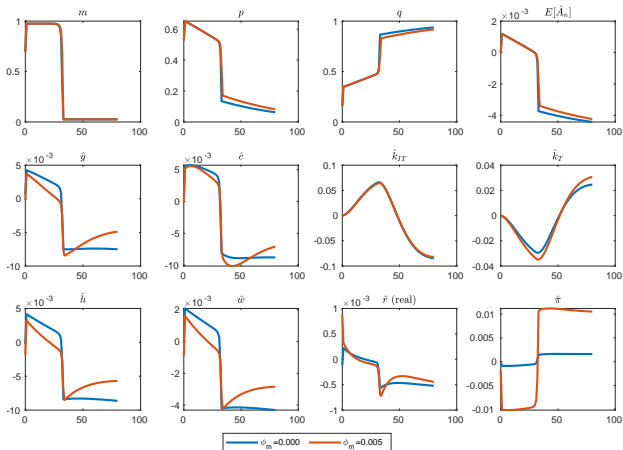 m p q E[Â_n]
×10^-3
1 0.5 0
0.6 0.4 0.2 0
1 0.5 0
0 -2 -4
0 50 100 0 50 100 0 50 100 0 50 100
ŷ ĉ k̂_IT k̂_T
×10^-3 ×10^-3
5 0 -5 -10
5 0 -5 -10
0.1 0.05 0 -0.05 -0.1
0.04 0.02 0 -0.02 -0.04
0 50 100 0 50 100 0 50 100 0 50 100
ĥ ŵ r̂ (real) π̂
×10^-3 ×10^-3 ×10^-3
5 0 -5 -10
2 0 -2 -4
1 0.5 0 -0.5 -1
0.01 0.005 0 -0.005 -0.01
0 50 100 0 50 100 0 50 100 0 50 100
ϕ_m=0.000 ϕ_m=0.005